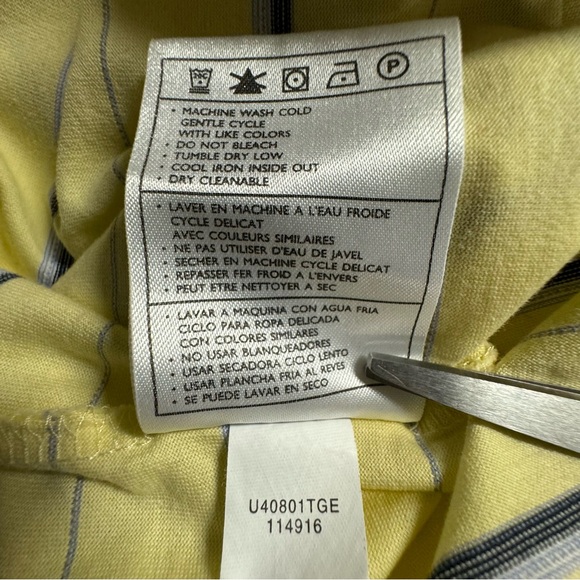 P
• MACHINE WASH COLD
GENTLE CYCLE
WITH LIKE COLORS
• DO NOT BLEACH
• TUMBLE DRY LOW
• COOL IRON INSIDE OUT
• DRY CLEANABLE
• LAVER EN MACHINE A L'EAU FROIDE
CYCLE DELICAT
AVEC COULEURS SIMILAIRES
• NE PAS UTILISER D'EAU DE JAVEL
• SECHER EN MACHINE CYCLE DELICAT
• REPASSER FER FROID A L'ENVERS
• PEUT ETRE NETTOYER A SEC
• LAVAR A MAQUINA CON AGUA FRIA
CICLO PARA ROPA DELICADA
CON COLORES SIMILARES
• NO USAR BLANQUEADORES
• USAR SECADORA CICLO LENTO
• USAR PLANCHA FRIA AL REVES
• SE PUEDE LAVAR EN SECO
U40801TGE
114916